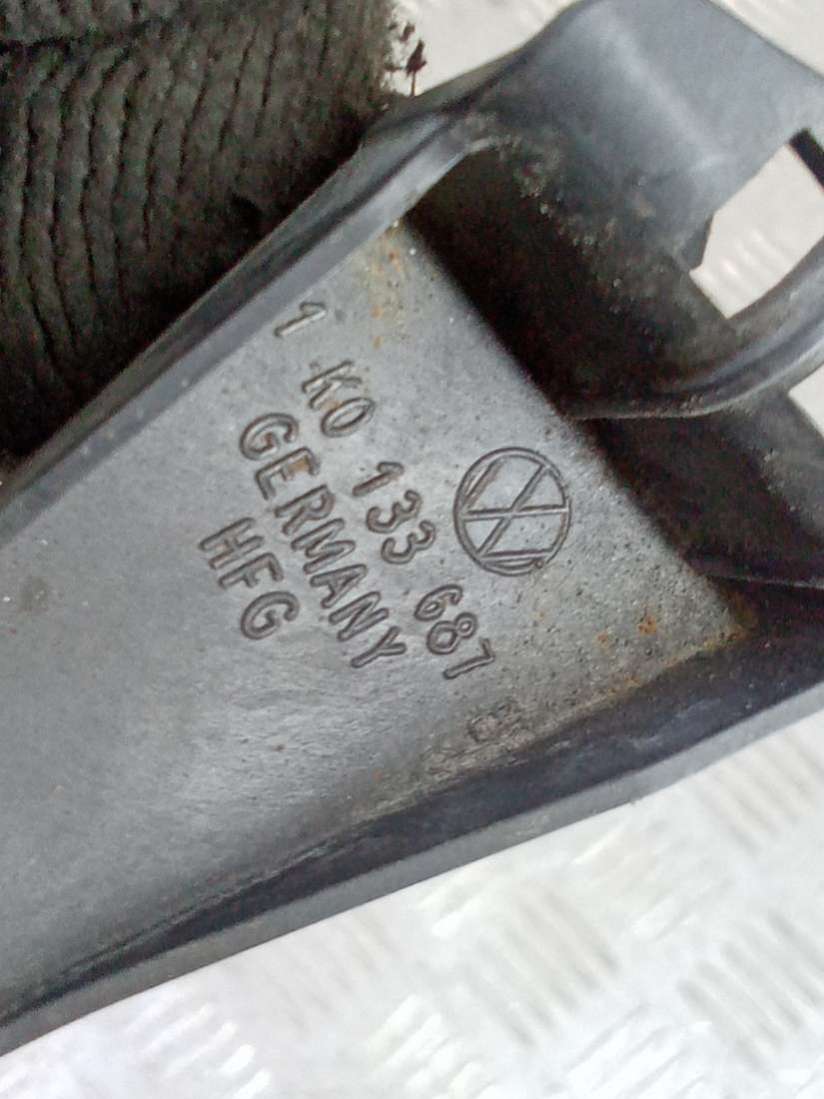 1 K0 133 687
GERMANY
HFG